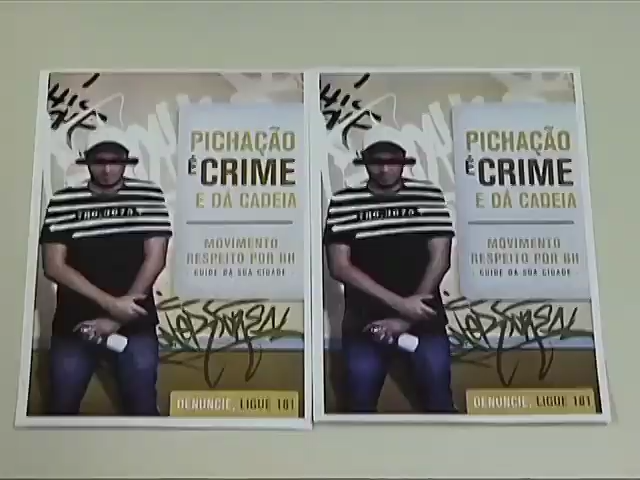 PICHAÇÃO
É CRIME
E DÁ CADEIA
MOVIMENTO
RESPEITO POR BH
CUIDE DA SUA CIDADE
DENUNCIE, LIGUE 181
PICHAÇÃO
É CRIME
E DÁ CADEIA
MOVIMENTO
RESPEITO POR BH
CUIDE DA SUA CIDADE
DENUNCIE, LIGUE 181